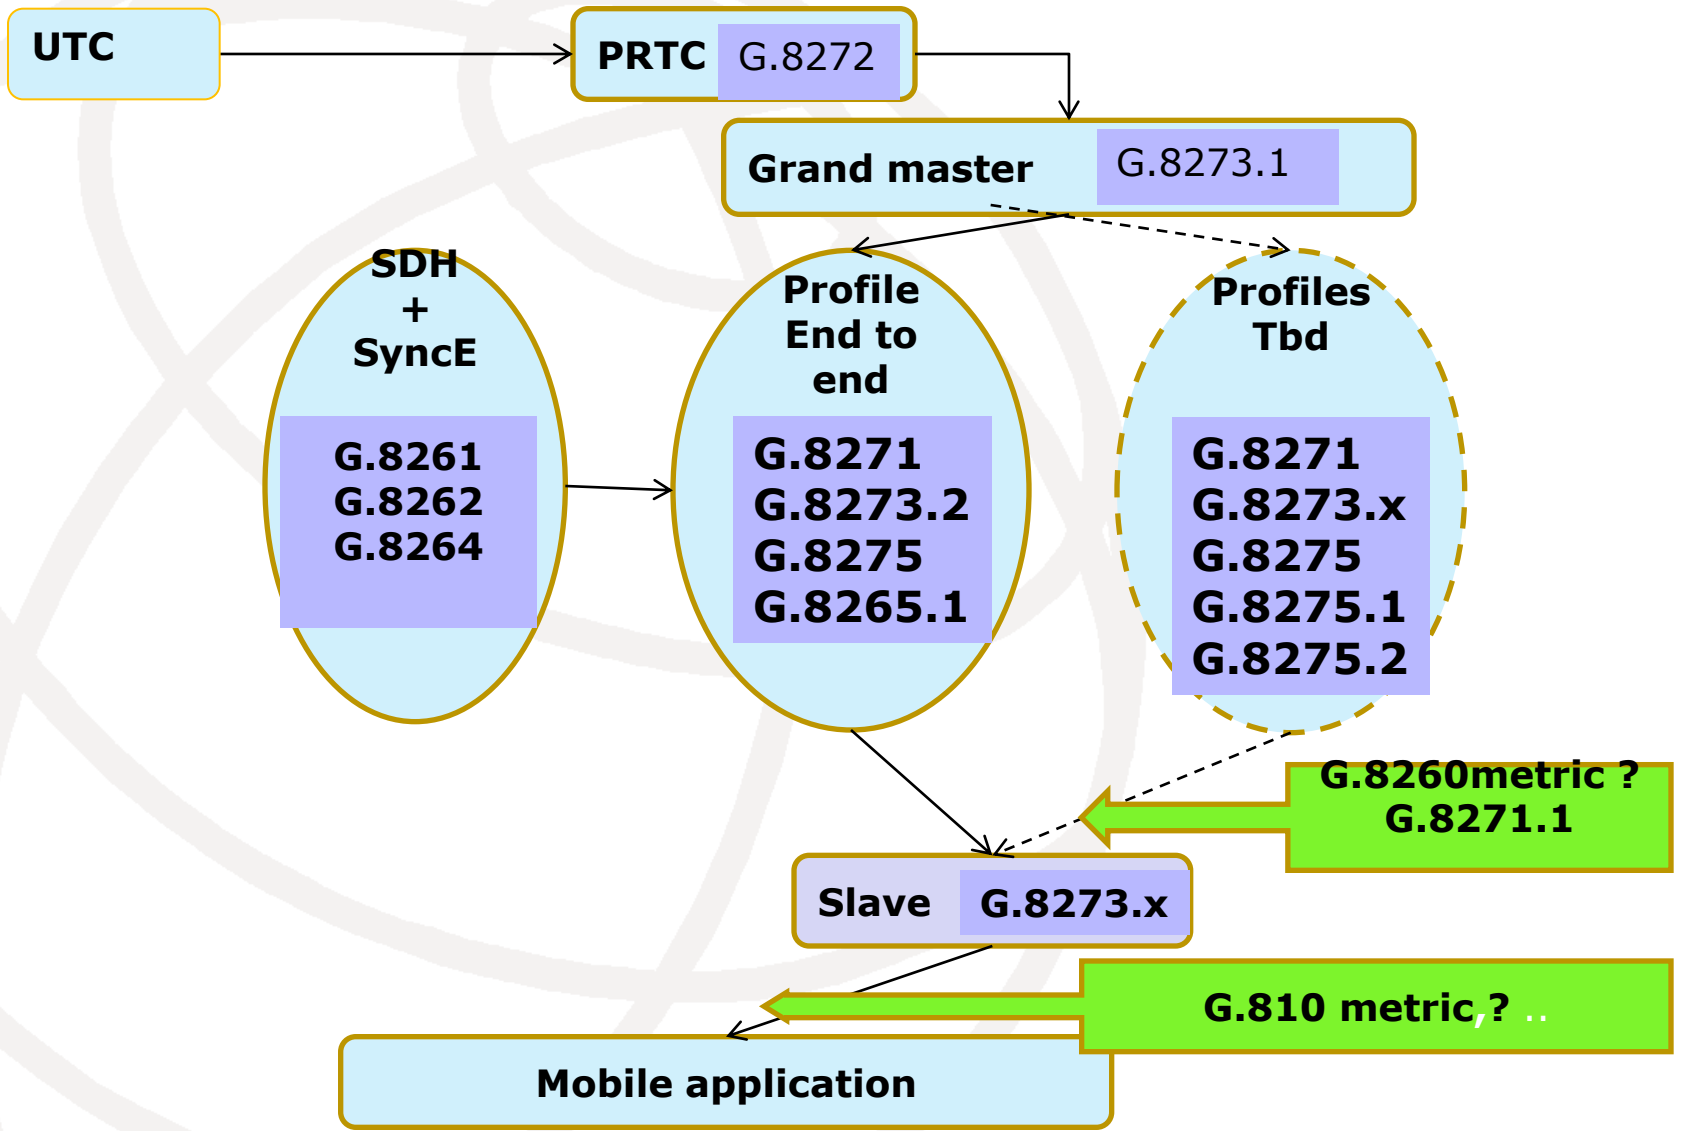 UTC
PRTC G.8272
Grand master G.8273.1
SDH
+
SyncE
G.8261
G.8262
G.8264
Profile
End to
end
G.8271
G.8273.2
G.8275
G.8265.1
Profiles
Tbd
G.8271
G.8273.x
G.8275
G.8275.1
G.8275.2
G.8260metric ?
G.8271.1
Slave G.8273.x
G.810 metric,? ..
Mobile application